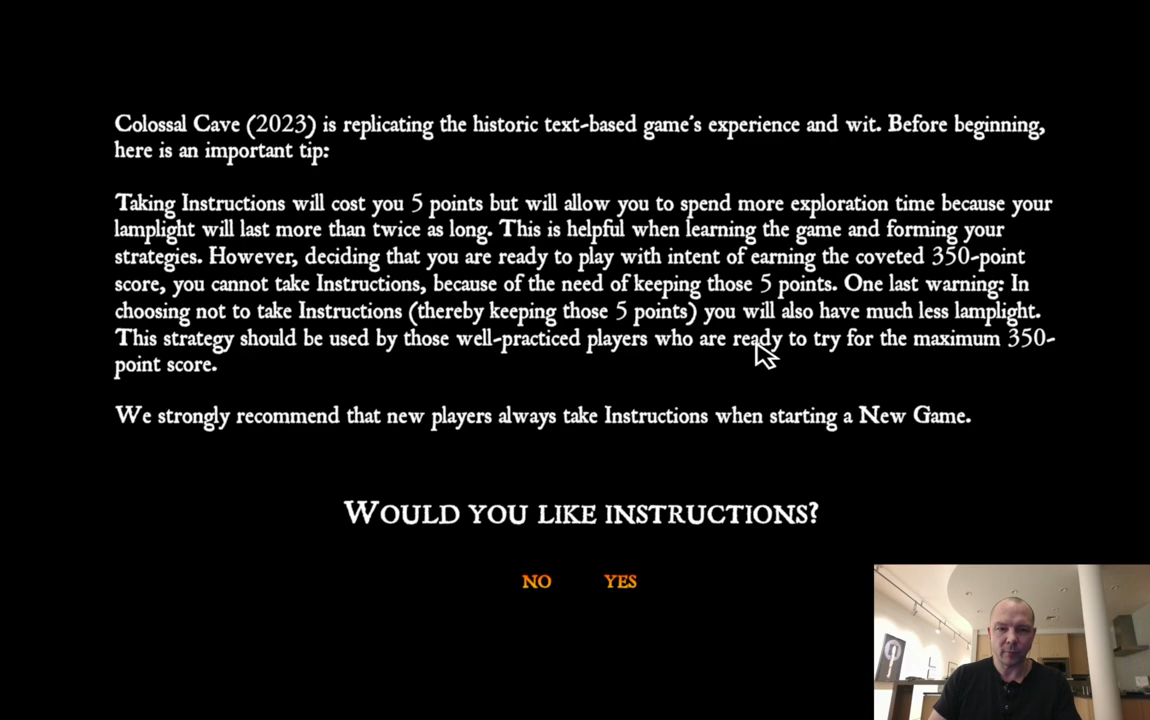 Colossal Cave (2023) is replicating the historic text-based game's experience and wit. Before beginning,
here is an important tip:
Taking Instructions will cost you 5 points but will allow you to spend more exploration time because your
lamplight will last more than twice as long. This is helpful when learning the game and forming your
strategies. However, deciding that you are ready to play with intent of earning the coveted 350-point
score, you cannot take Instructions, because of the need of keeping those 5 points. One last warning: In
choosing not to take Instructions (thereby keeping those 5 points) you will also have much less lamplight.
This strategy should be used by those well-practiced players who are ready to try for the maximum 350-
point score.
We strongly recommend that new players always take Instructions when starting a New Game.
WOULD YOU LIKE INSTRUCTIONS?
NO YES